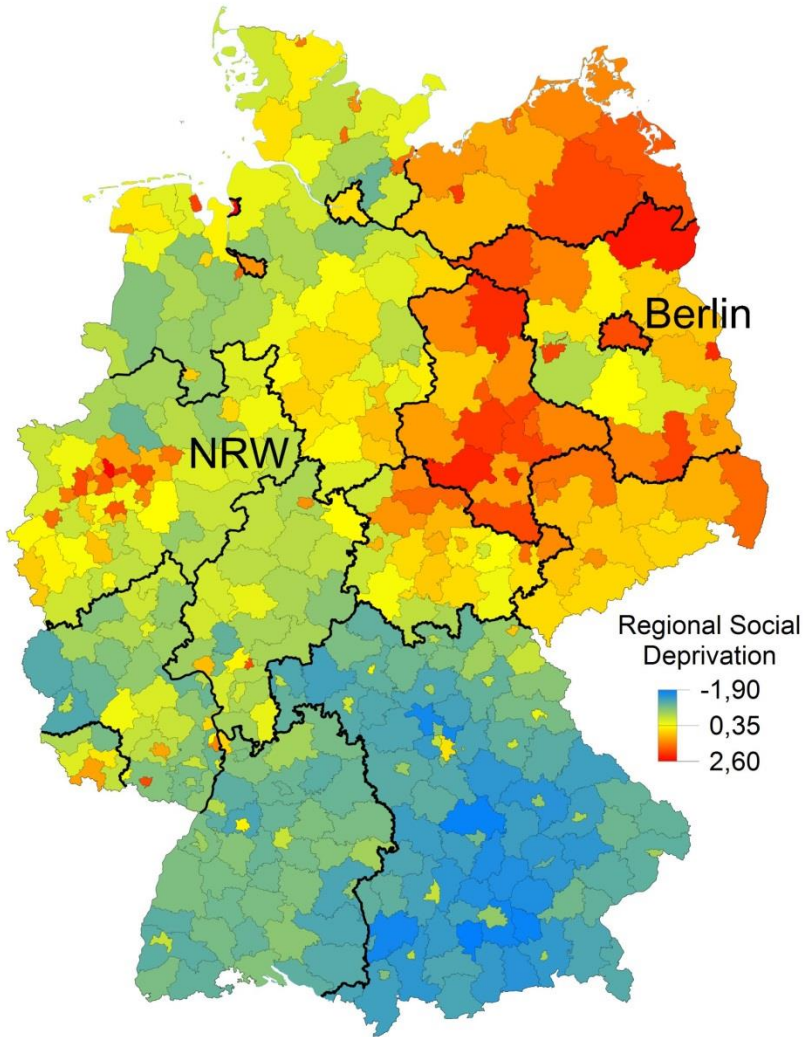 Berlin
NRW
Regional Social
Deprivation
-1,90
0,35
2,60